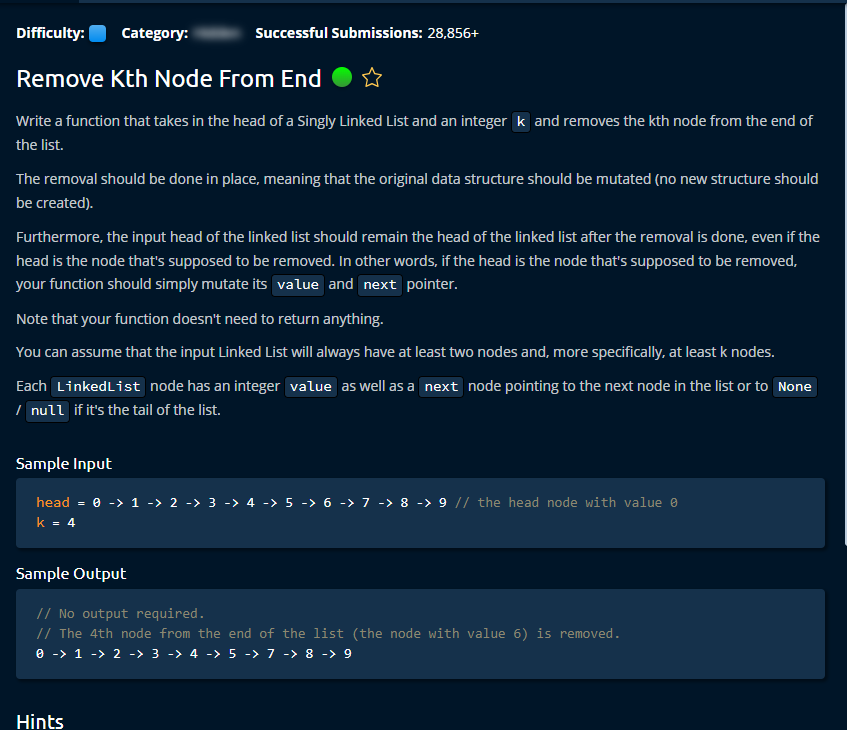 Difficulty: Category: Successful Submissions: 28,856+
Remove Kth Node From End
Write a function that takes in the head of a Singly Linked List and an integer k and removes the kth node from the end of
the list.
The removal should be done in place, meaning that the original data structure should be mutated (no new structure should
be created).
Furthermore, the input head of the linked list should remain the head of the linked list after the removal is done, even if the
head is the node that's supposed to be removed. In other words, if the head is the node that's supposed to be removed,
your function should simply mutate its value and next pointer.
Note that your function doesn't need to return anything.
You can assume that the input Linked List will always have at least two nodes and, more specifically, at least k nodes.
Each LinkedList node has an integer value as well as a next node pointing to the next node in the list or to None
/ null if it's the tail of the list.
Sample Input
head = 0 -> 1 -> 2 -> 3 -> 4 -> 5 -> 6 -> 7 -> 8 -> 9 // the head node with value 0
k = 4
Sample Output
// No output required.
// The 4th node from the end of the list (the node with value 6) is removed.
0 -> 1 -> 2 -> 3 -> 4 -> 5 -> 7 -> 8 -> 9
Hints